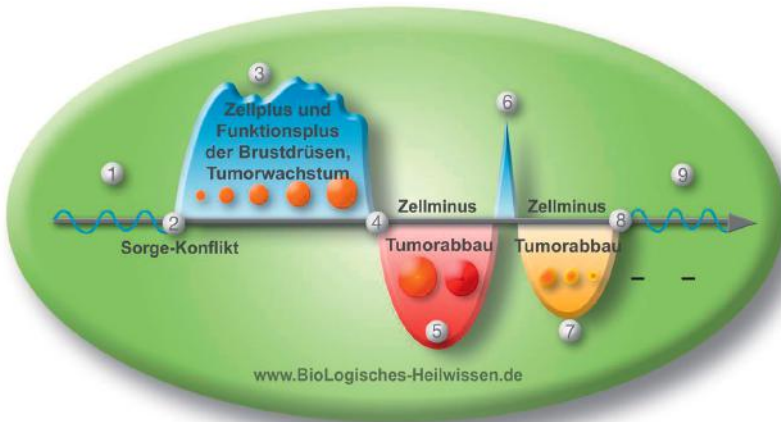 3
Zellplus und
Funktionsplus
der Brustdrüsen,
Tumorwachstum
6
1
9
2
4
Zellminus
Zellminus
8
Sorge-Konflikt
Tumorabbau
Tumorabbau
5
7
www.BioLogisches-Heilwissen.de